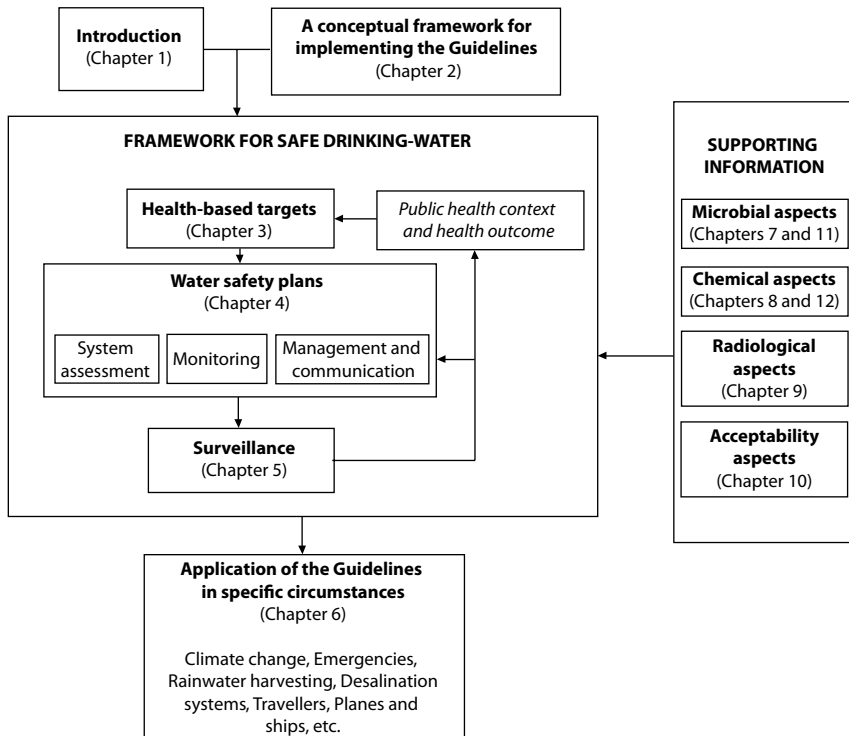 Introduction
(Chapter 1)
A conceptual framework for
implementing the Guidelines
(Chapter 2)
FRAMEWORK FOR SAFE DRINKING-WATER
Health-based targets
(Chapter 3)
Public health context
and health outcome
Water safety plans
(Chapter 4)
System
assessment
Monitoring
Management and
communication
Surveillance
(Chapter 5)
SUPPORTING
INFORMATION
Microbial aspects
(Chapters 7 and 11)
Chemical aspects
(Chapters 8 and 12)
Radiological
aspects
(Chapter 9)
Acceptability
aspects
(Chapter 10)
Application of the Guidelines
in specific circumstances
(Chapter 6)
Climate change, Emergencies,
Rainwater harvesting, Desalination
systems, Travellers, Planes and
ships, etc.